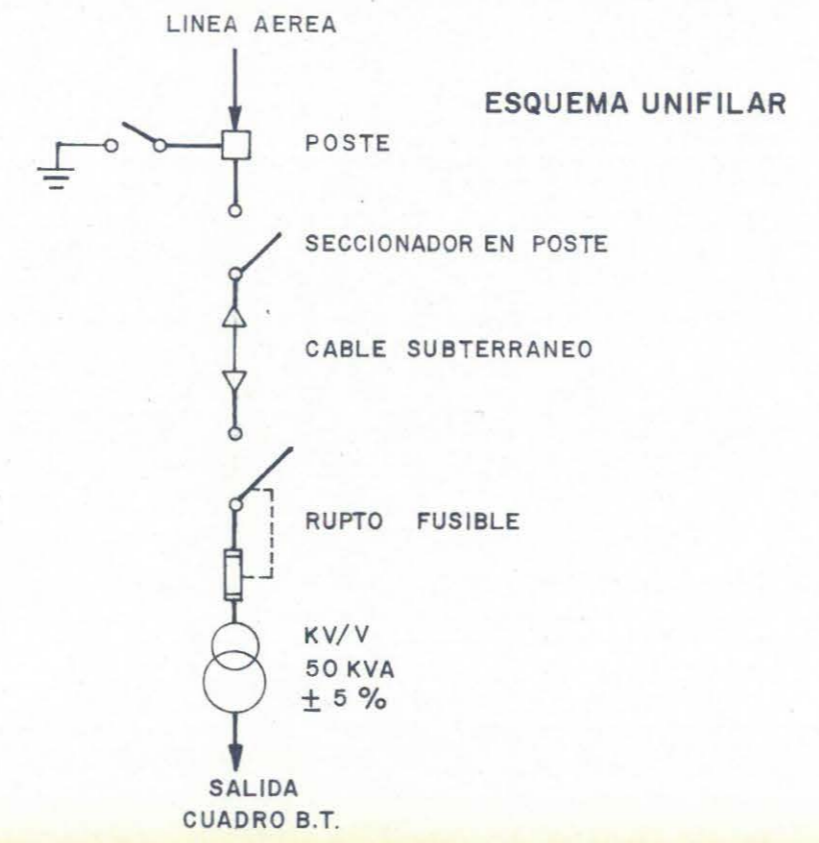 LINEA AEREA
ESQUEMA UNIFILAR
POSTE
SECCIONADOR EN POSTE
CABLE SUBTERRANEO
RUPTO FUSIBLE
KV/V
50 KVA
± 5 %
SALIDA
CUADRO B.T.